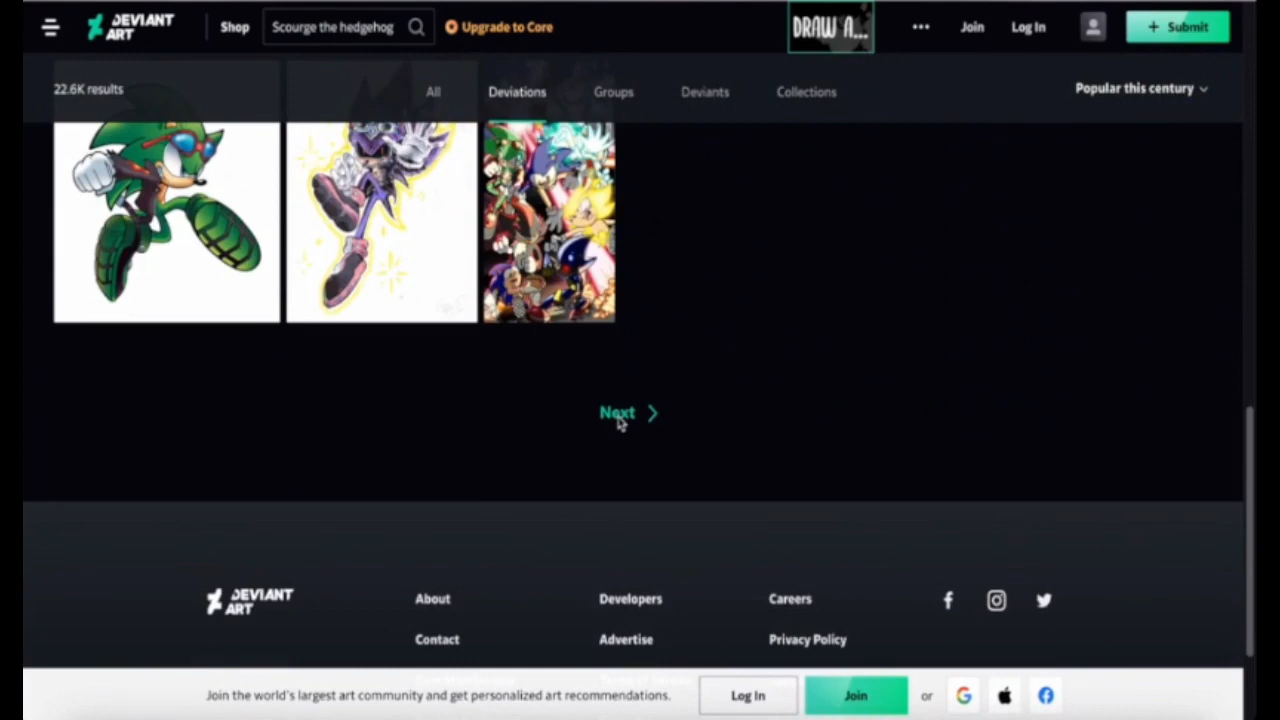 DEVIANT ART
Shop
Scourge the hedgehog
Upgrade to Core
DRAW A...
Join
Log In
+ Submit
22.6K results
All
Deviations
Groups
Deviants
Collections
Popular this century
Next
DEVIANT ART
About
Developers
Careers
Contact
Advertise
Privacy Policy
Join the world's largest art community and get personalized art recommendations.
Log In
Join
or